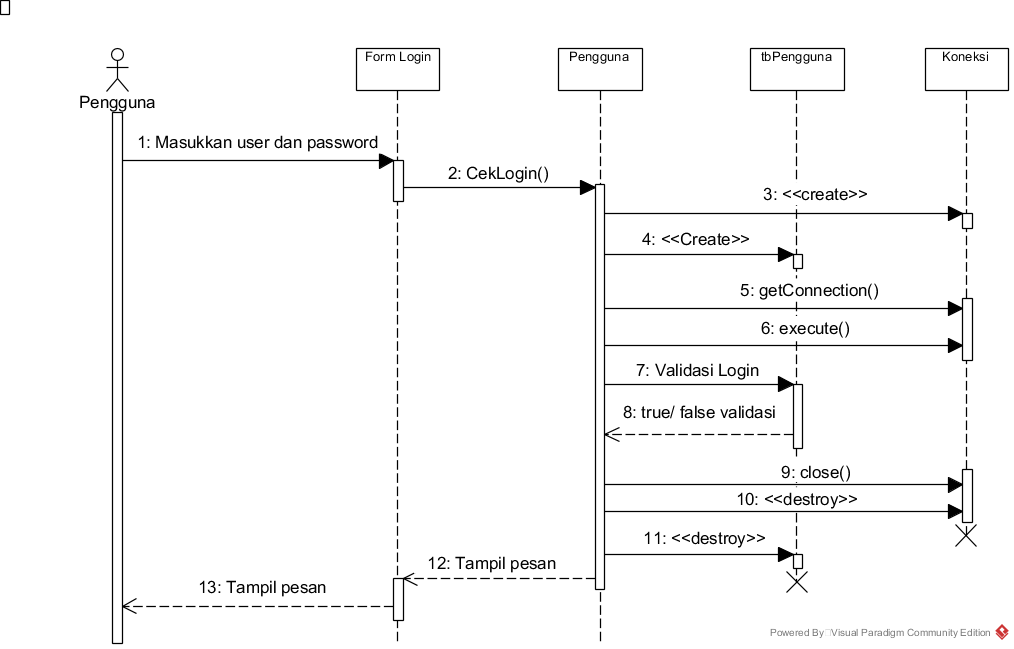 Form Login
Pengguna
tbPengguna
Koneksi
Pengguna
1: Masukkan user dan password
2: CekLogin()
3: <<create>>
4: <<Create>>
5: getConnection()
6: execute()
7: Validasi Login
8: true/ false validasi
9: close()
10: <<destroy>>
11: <<destroy>>
12: Tampil pesan
13: Tampil pesan
Powered By Visual Paradigm Community Edition